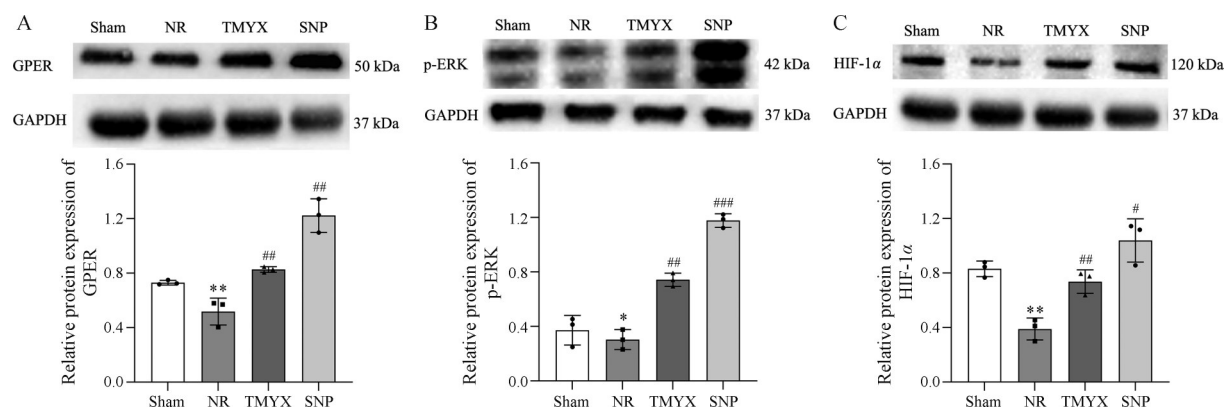 A
Sham NR TMYX SNP
GPER
50 kDa
GAPDH
37 kDa
Relative protein expression of
GPER
1.6
1.2
0.8
0.4
0.0
**
##
##
Sham NR TMYX SNP
B
Sham NR TMYX SNP
p-ERK
42 kDa
GAPDH
37 kDa
Relative protein expression of
p-ERK
1.6
1.2
0.8
0.4
0.0
*
##
###
Sham NR TMYX SNP
C
Sham NR TMYX SNP
HIF-1α
120 kDa
GAPDH
37 kDa
Relative protein expression of
HIF-1α
1.6
1.2
0.8
0.4
0.0
**
##
#
Sham NR TMYX SNP